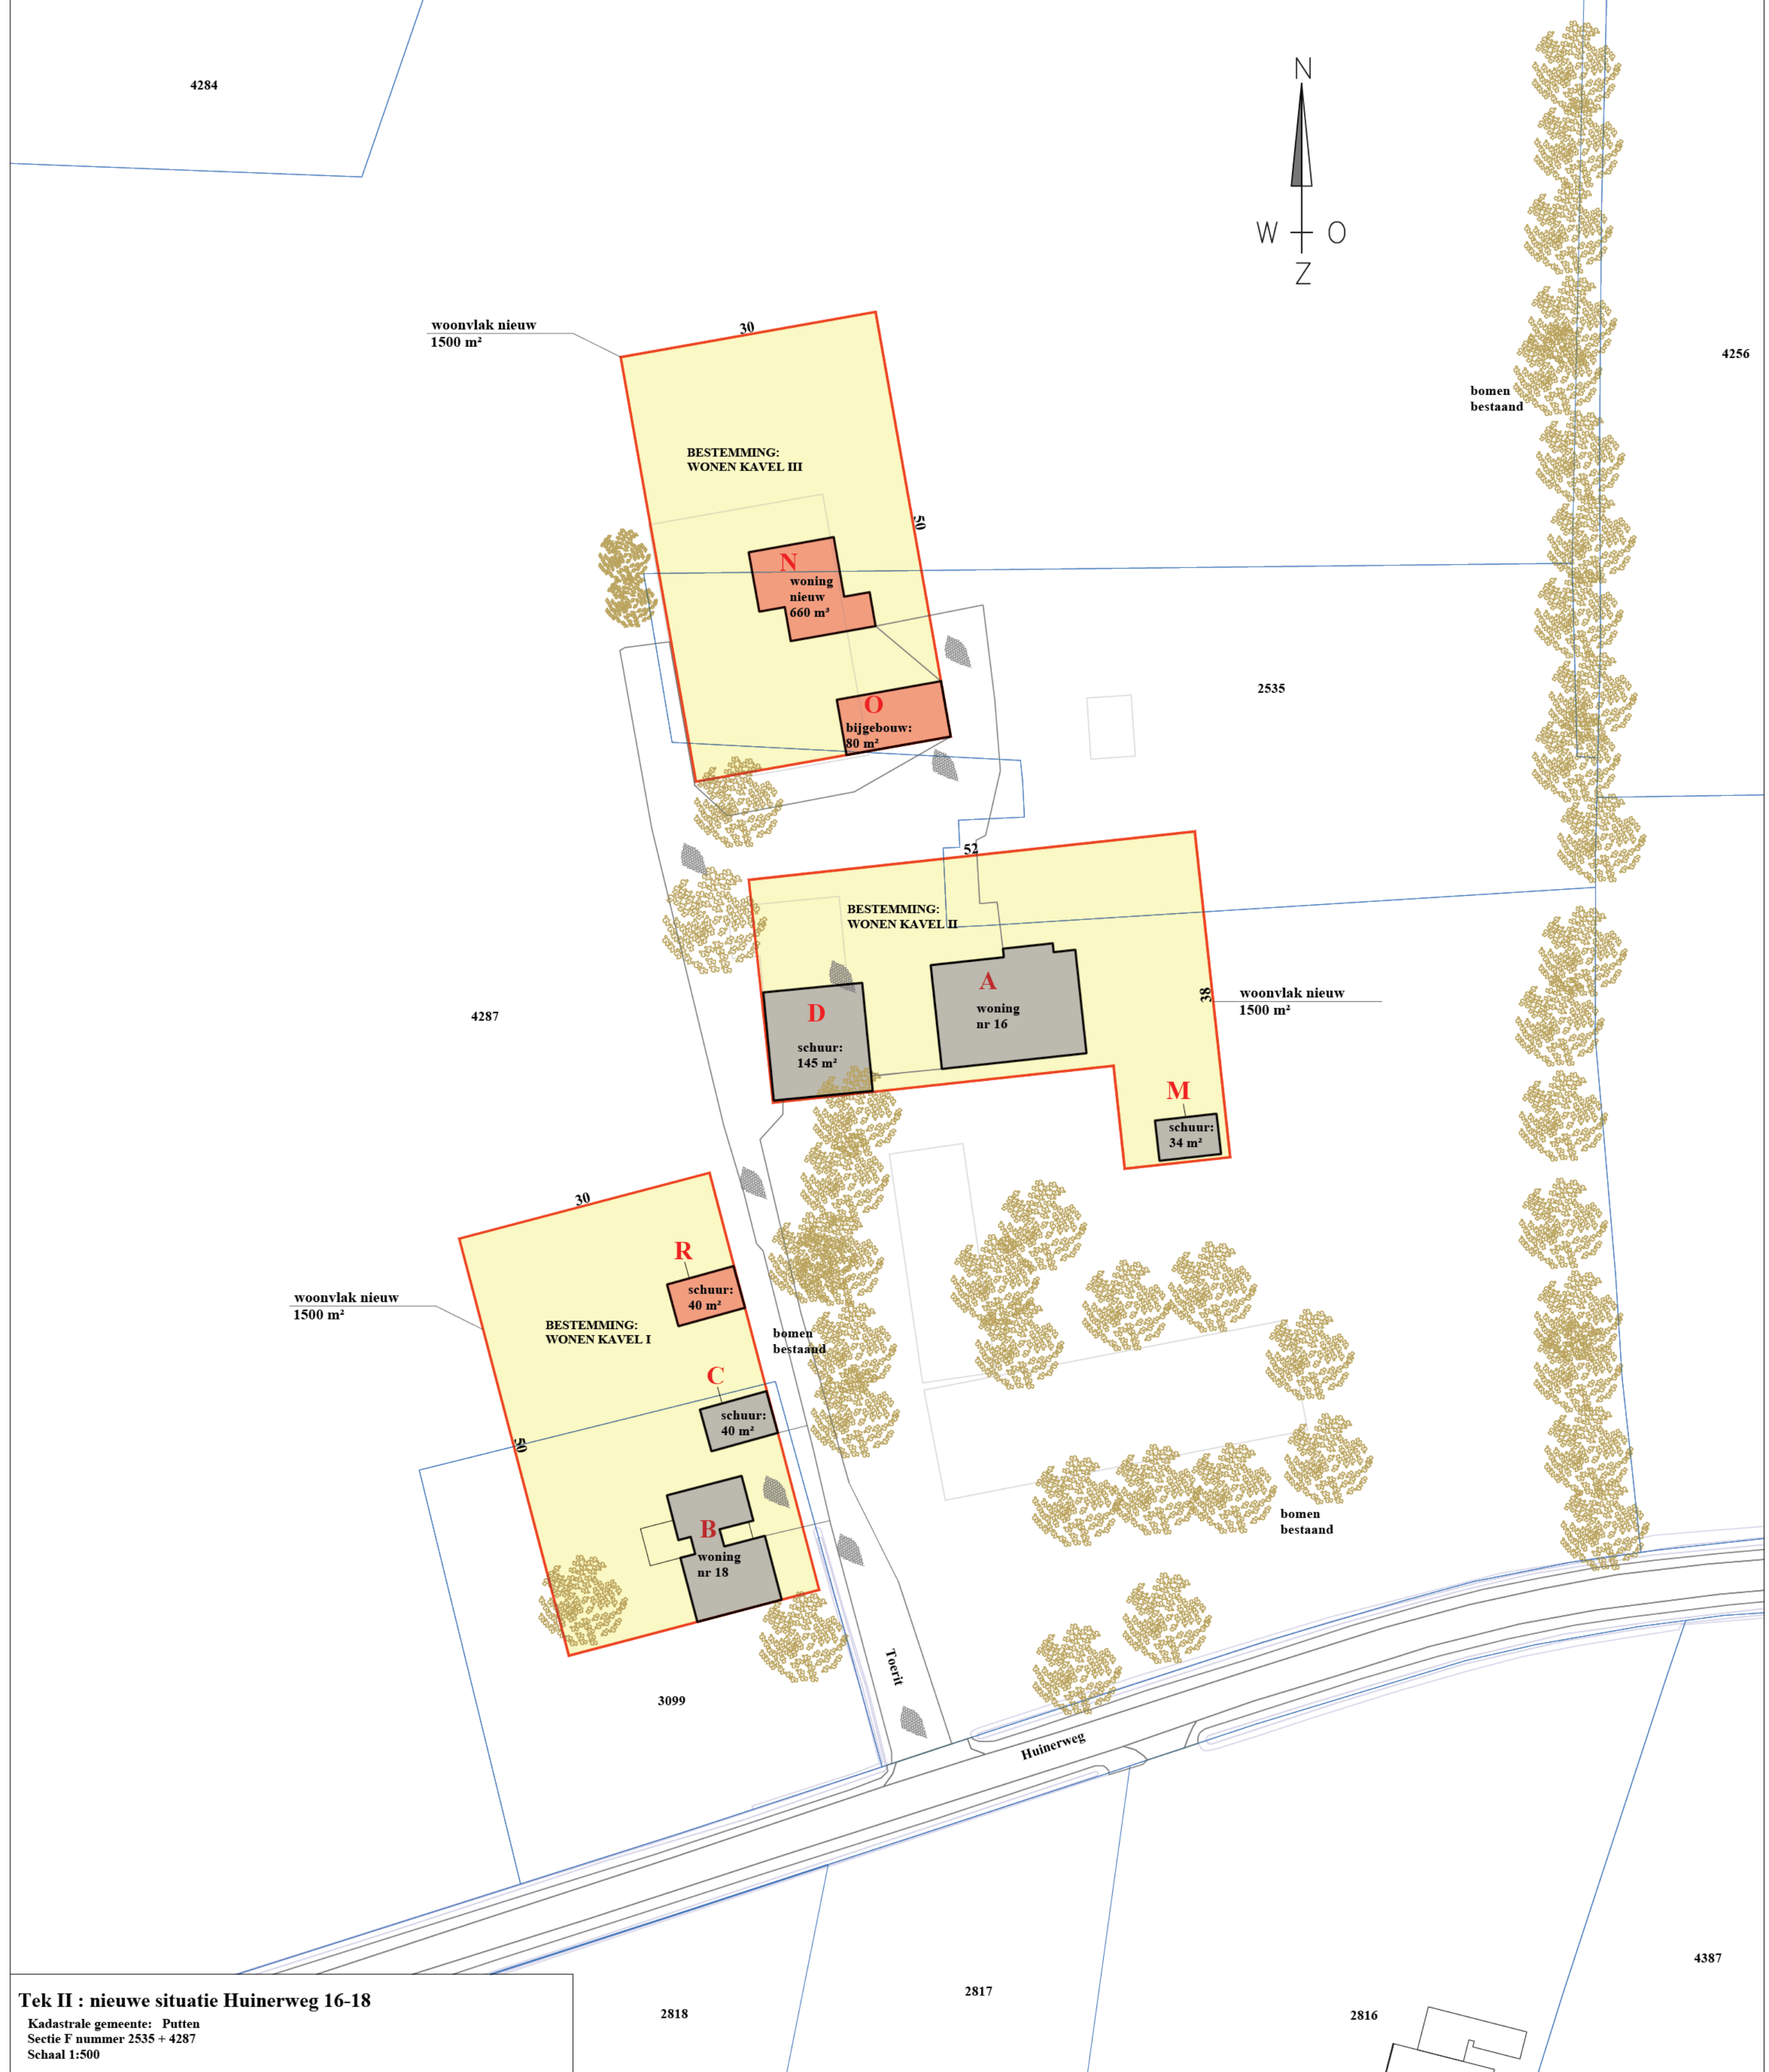 4284
N
W
O
Z
woonvlak nieuw
1500 m²
30
4256
bomen
bestaand
BESTEMMING:
WONEN KAVEL III
50
N
woning
nieuw
660 m³
2535
O
bijgebouw:
80 m²
52
BESTEMMING:
WONEN KAVEL II
A
woning
nr 16
38
woonvlak nieuw
1500 m²
4287
D
schuur:
145 m²
M
schuur:
34 m²
30
R
schuur:
40 m²
woonvlak nieuw
1500 m²
BESTEMMING:
WONEN KAVEL I
bomen
bestaand
C
schuur:
40 m²
50
B
woning
nr 18
bomen
bestaand
Toerit
3099
Huinerweg
4387
2817
2818
2816
Tek II : nieuwe situatie Huinerweg 16-18
Kadastrale gemeente: Putten
Sectie F nummer 2535 + 4287
Schaal 1:500